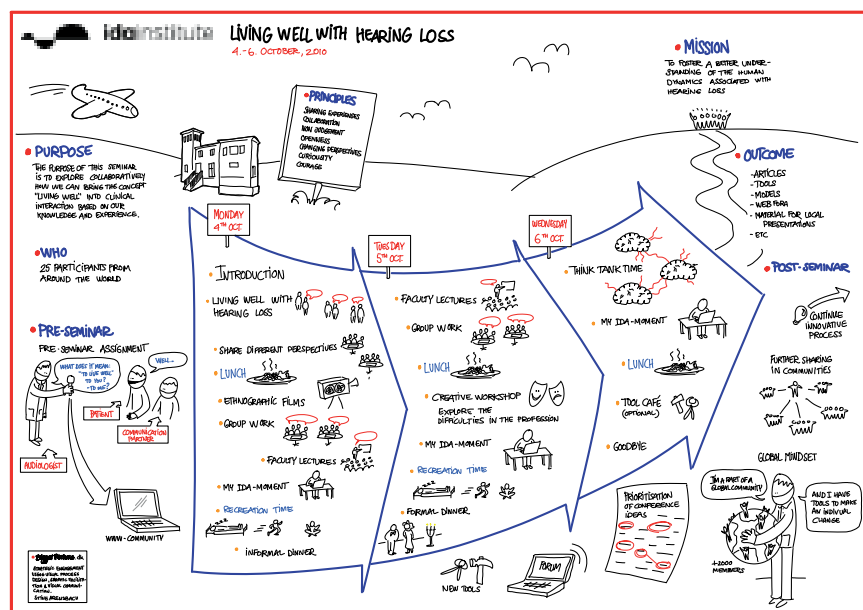 idainstitute
LIVING WELL WITH HEARING LOSS
4.-6. OCTOBER, 2010
• MISSION
TO FOSTER A BETTER UNDER-
STANDING OF THE HUMAN
DYNAMICS ASSOCIATED WITH
HEARING LOSS
• PRINCIPLES
SHARING EXPERIENCES
COLLABORATION
NON JUDGEMENT
OPENNESS
CHANGING PERSPECTIVES
CURIOUSITY
COURAGE
• PURPOSE
THE PURPOSE OF THIS SEMINAR
IS TO EXPLORE COLLABORATIVELY
HOW WE CAN BRING THE CONCEPT
"LIVING WELL" INTO CLINICAL
INTERACTION BASED ON OUR
KNOWLEDGE AND EXPERIENCE.
• WHO
25 PARTICIPANTS FROM
AROUND THE WORLD
• PRE-SEMINAR
PRE-SEMINAR ASSIGNMENT
WHAT DOES IT MEAN:
"TO LIVE WELL"
- TO YOU?
- TO ME?
WELL...
PATIENT
COMMUNICATION
PARTNER
AUDIOLOGIST
WWW-COMMUNITY
MONDAY
4TH OCT.
INTRODUCTION
• LIVING WELL WITH
HEARING LOSS
• SHARE DIFFERENT PERSPECTIVES
• LUNCH
• ETHNOGRAPHIC FILMS
• GROUP WORK
• FACULTY LECTURES
• MY IDA-MOMENT
• RECREATION TIME
• INFORMAL DINNER
TUESDAY
5TH OCT.
• FACULTY LECTURES
• GROUP WORK
• LUNCH
• CREATIVE WORKSHOP
EXPLORE THE
DIFFICULTIES IN THE PROFESSION
• MY IDA-MOMENT
• RECREATION TIME
• FORMAL DINNER
WEDNESDAY
6TH OCT.
• THINK TANK TIME
• MY IDA-MOMENT
• LUNCH
• TOOL CAFÉ
(OPTIONAL)
• GOODBYE
• OUTCOME
-ARTICLES
-TOOLS
-MODELS
-WEB FORA
-MATERIAL FOR LOCAL
PRESENTATIONS
-ETC
• POST-SEMINAR
CONTINUE
INNOVATIVE
PROCESS
FURTHER SHARING
IN COMMUNITIES
GLOBAL MINDSET
I'M A PART OF A
GLOBAL COMMUNITY
AND I HAVE
TOOLS TO MAKE
AN INDIVUAL
CHANGE
+2000
MEMBERS
PRIORITISATION
OF CONFERENCE
IDEAS
NEW TOOLS
FORUM